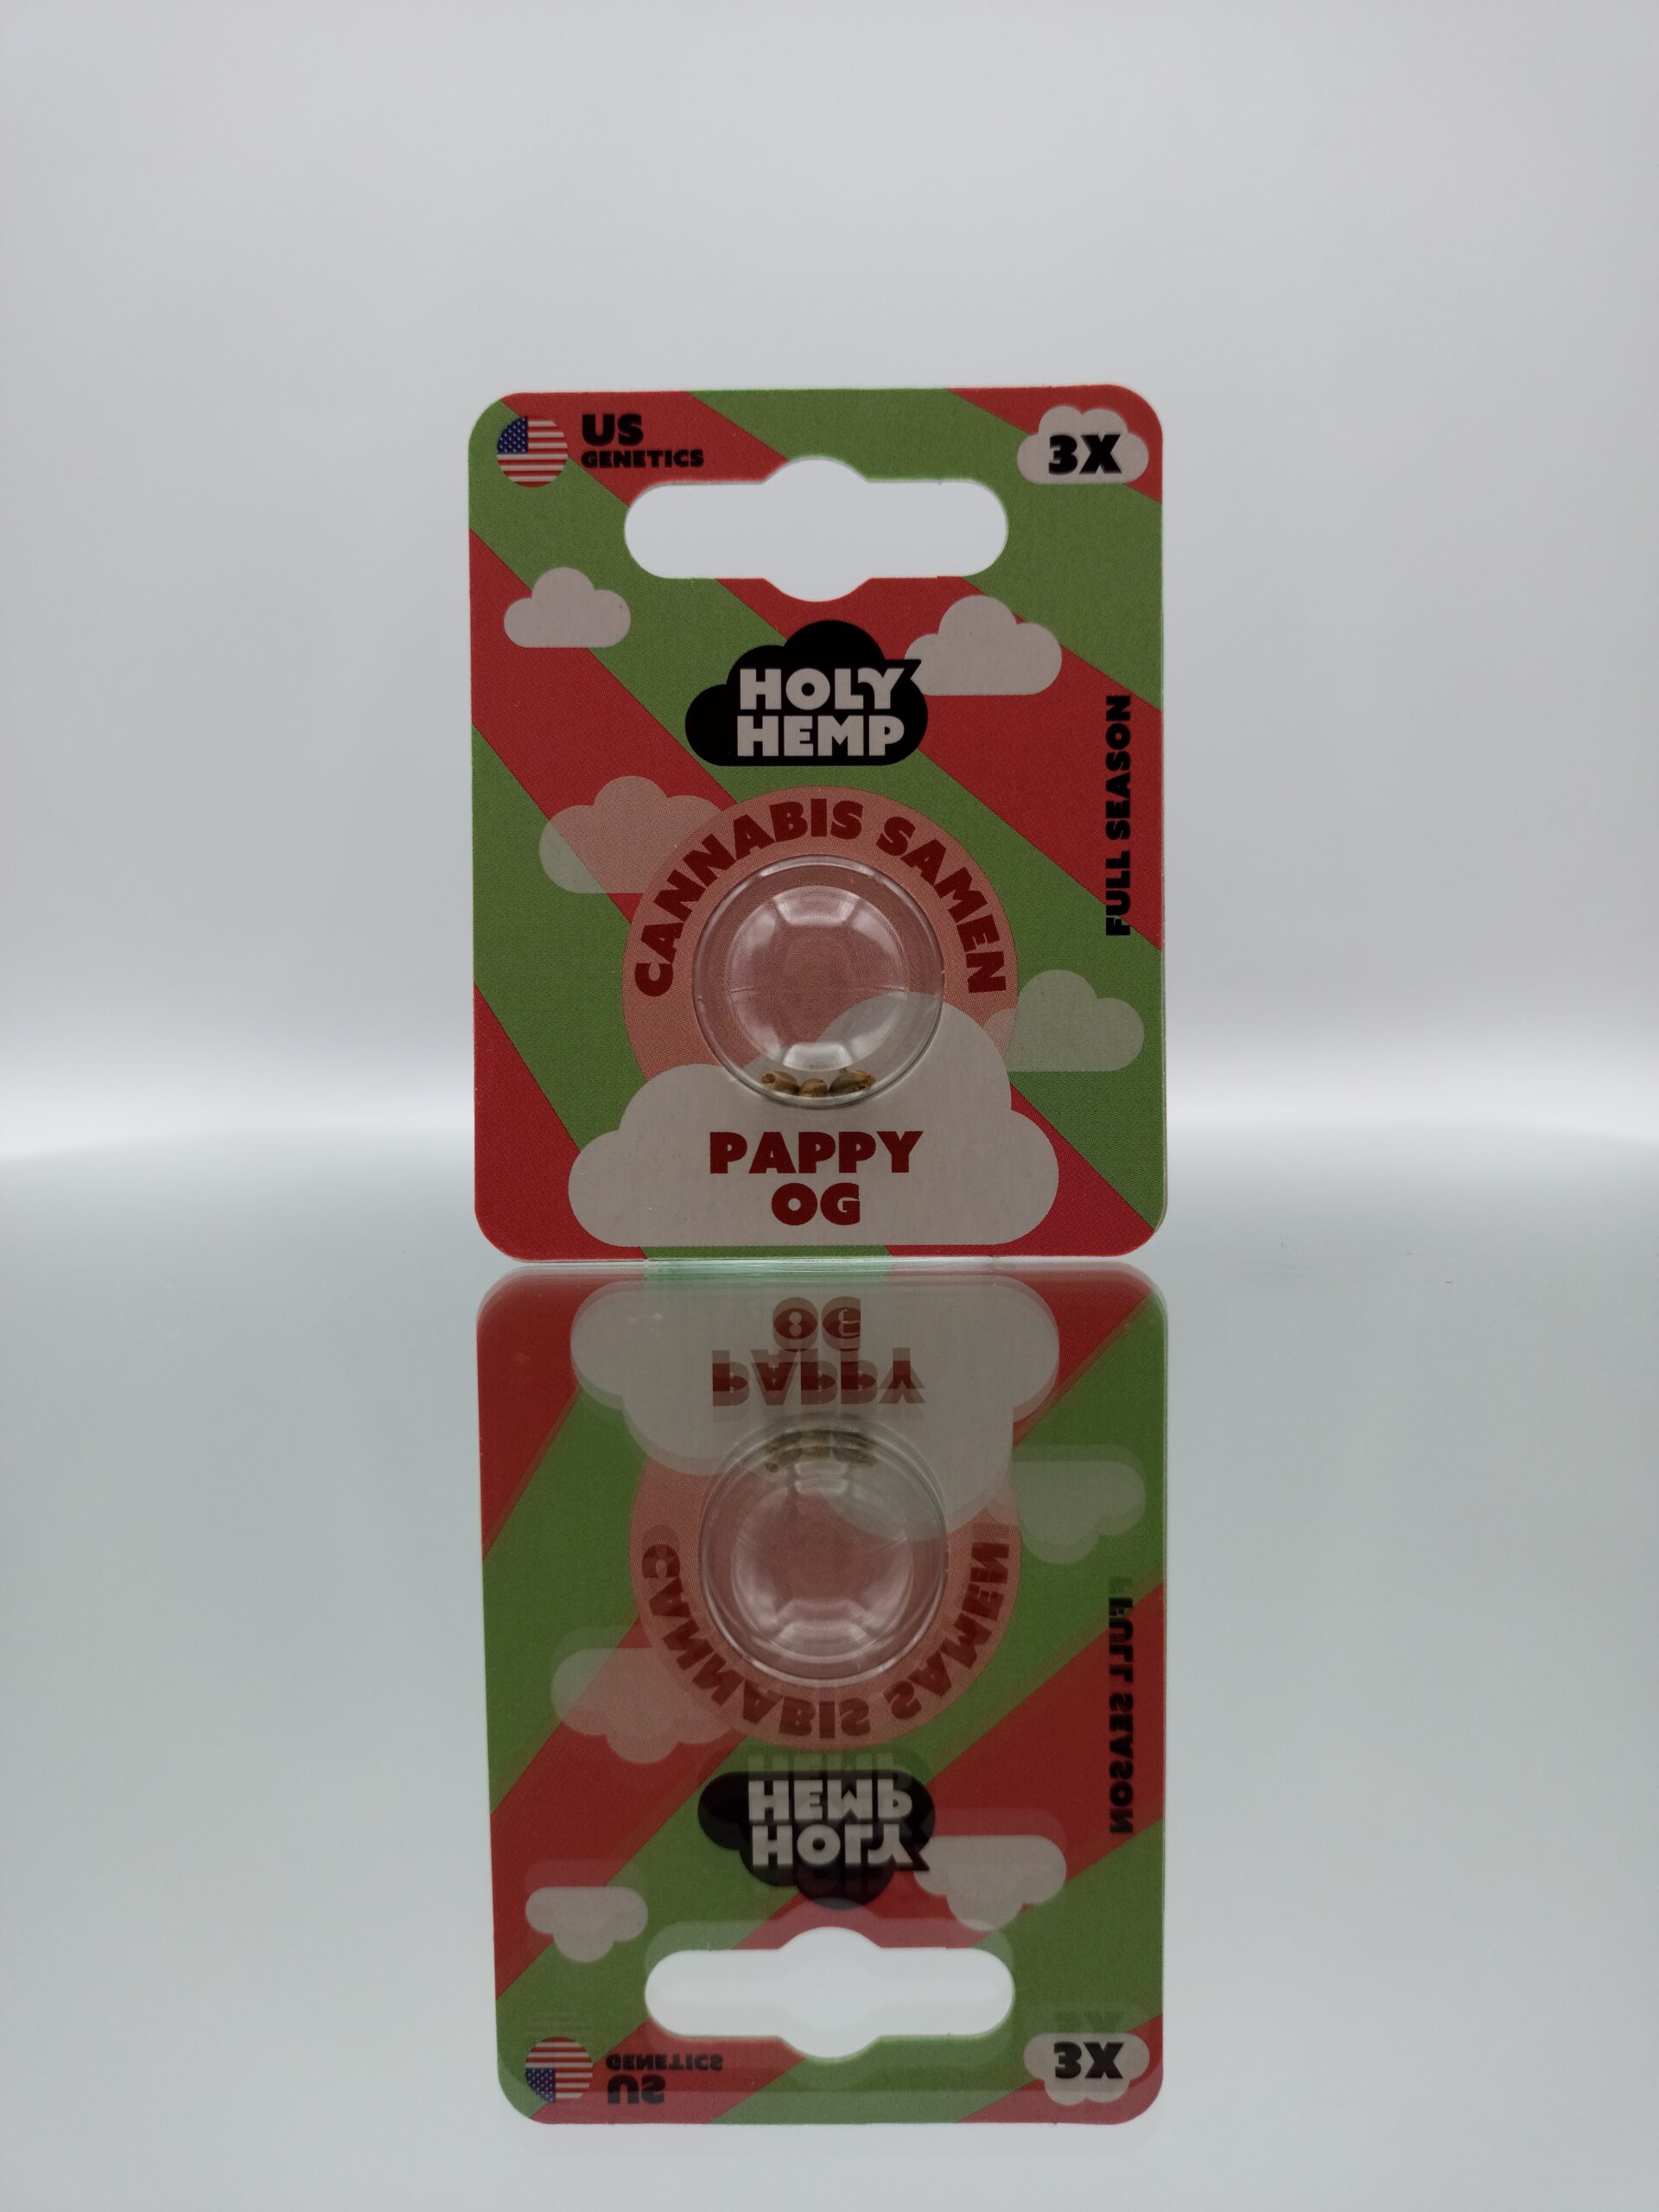 US
GENETICS
3X
HOLY
HEMP
FULL SEASON
CANNABIS SAMEN
PAPPY
OG